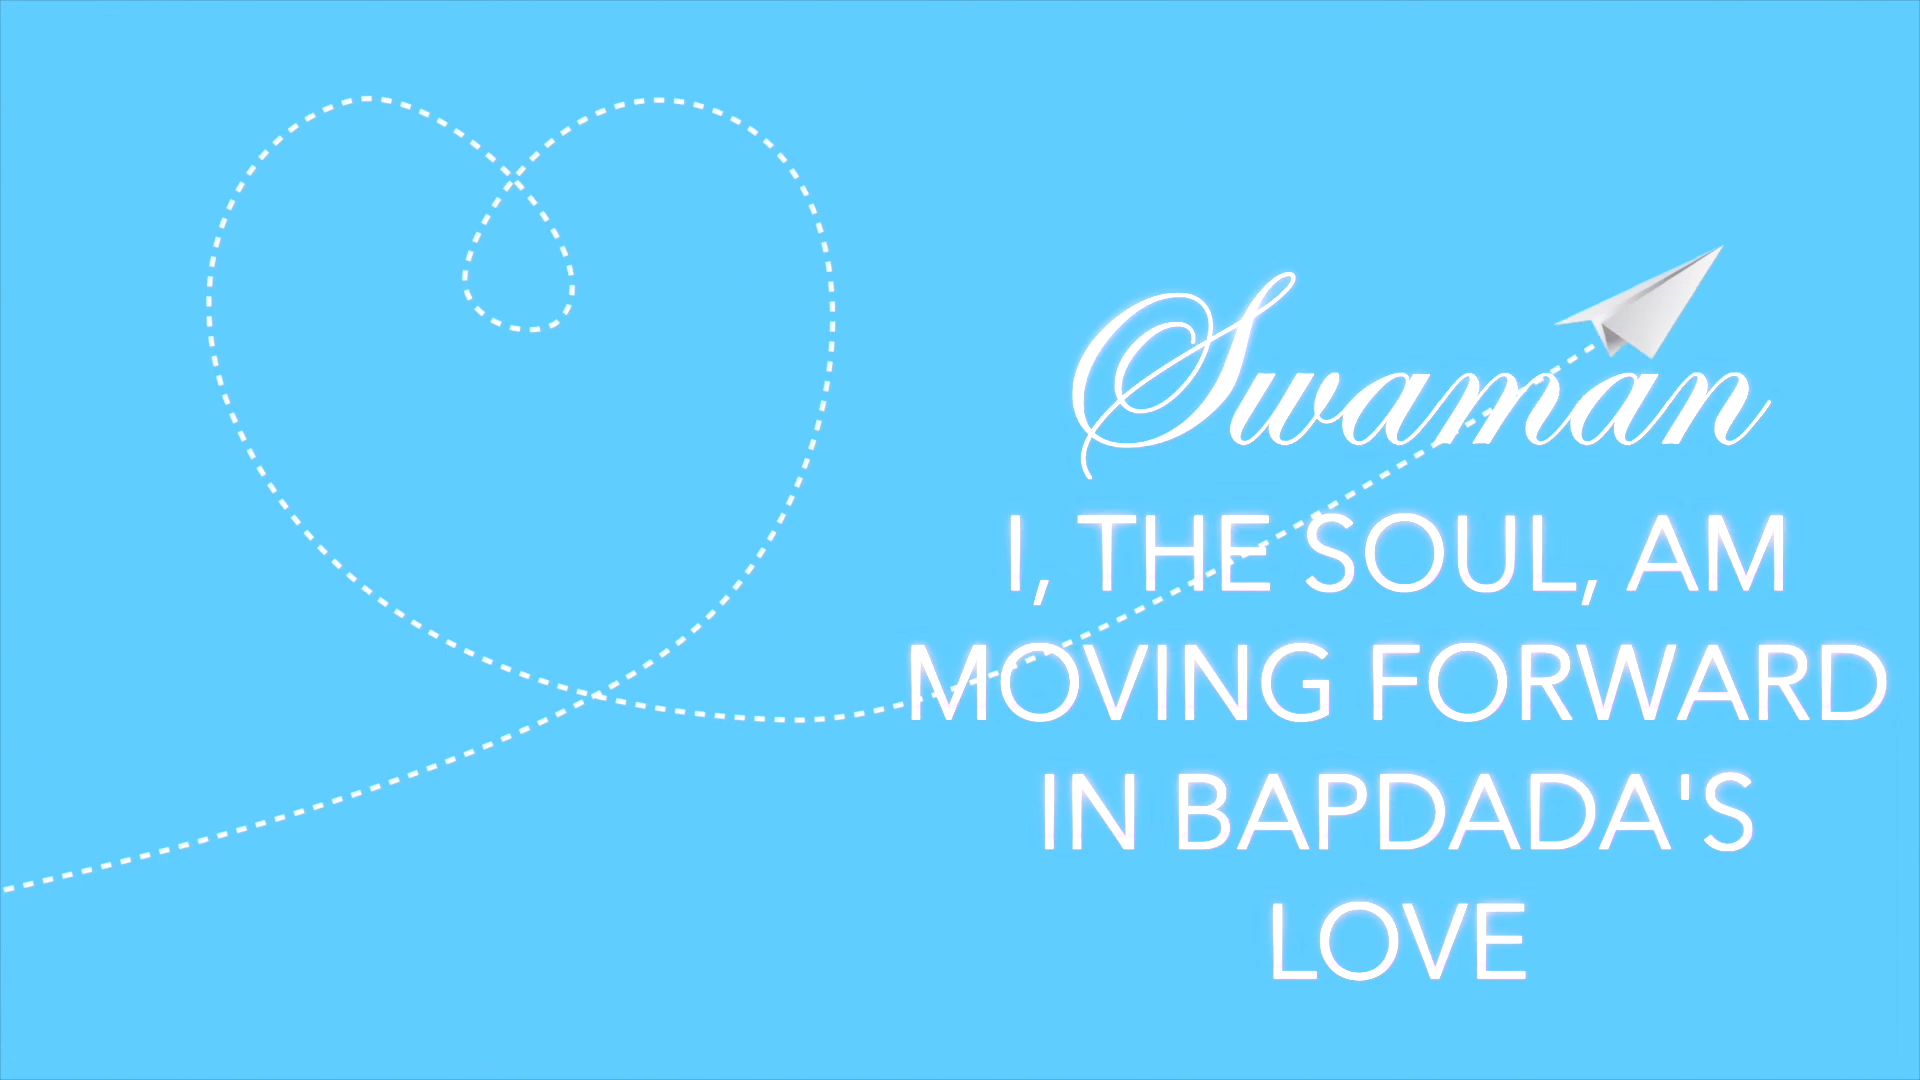 Swaman
I, THE SOUL, AM
MOVING FORWARD
IN BAPDADA'S
LOVE